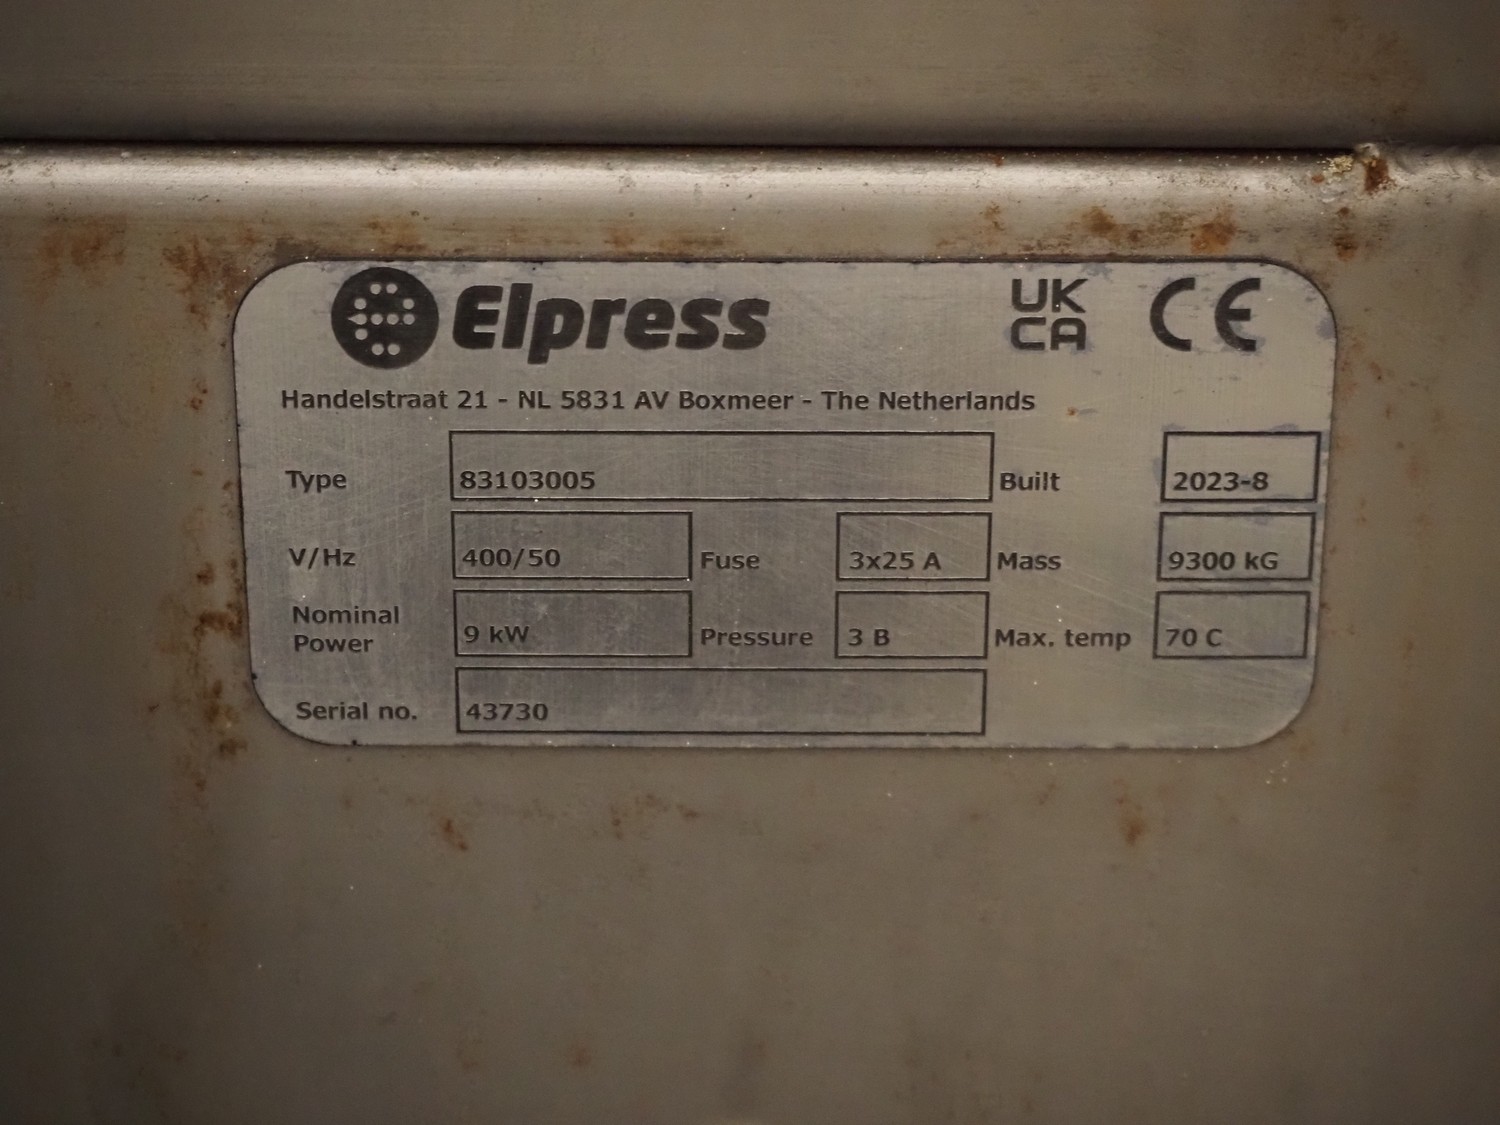 Elpress
UK
CA
CE
Handelstraat 21 - NL 5831 AV Boxmeer - The Netherlands
Type 83103005 Built 2023-8
V/Hz 400/50 Fuse 3x25 A Mass 9300 kG
Nominal
Power 9 kW Pressure 3 B Max. temp 70 C
Serial no. 43730